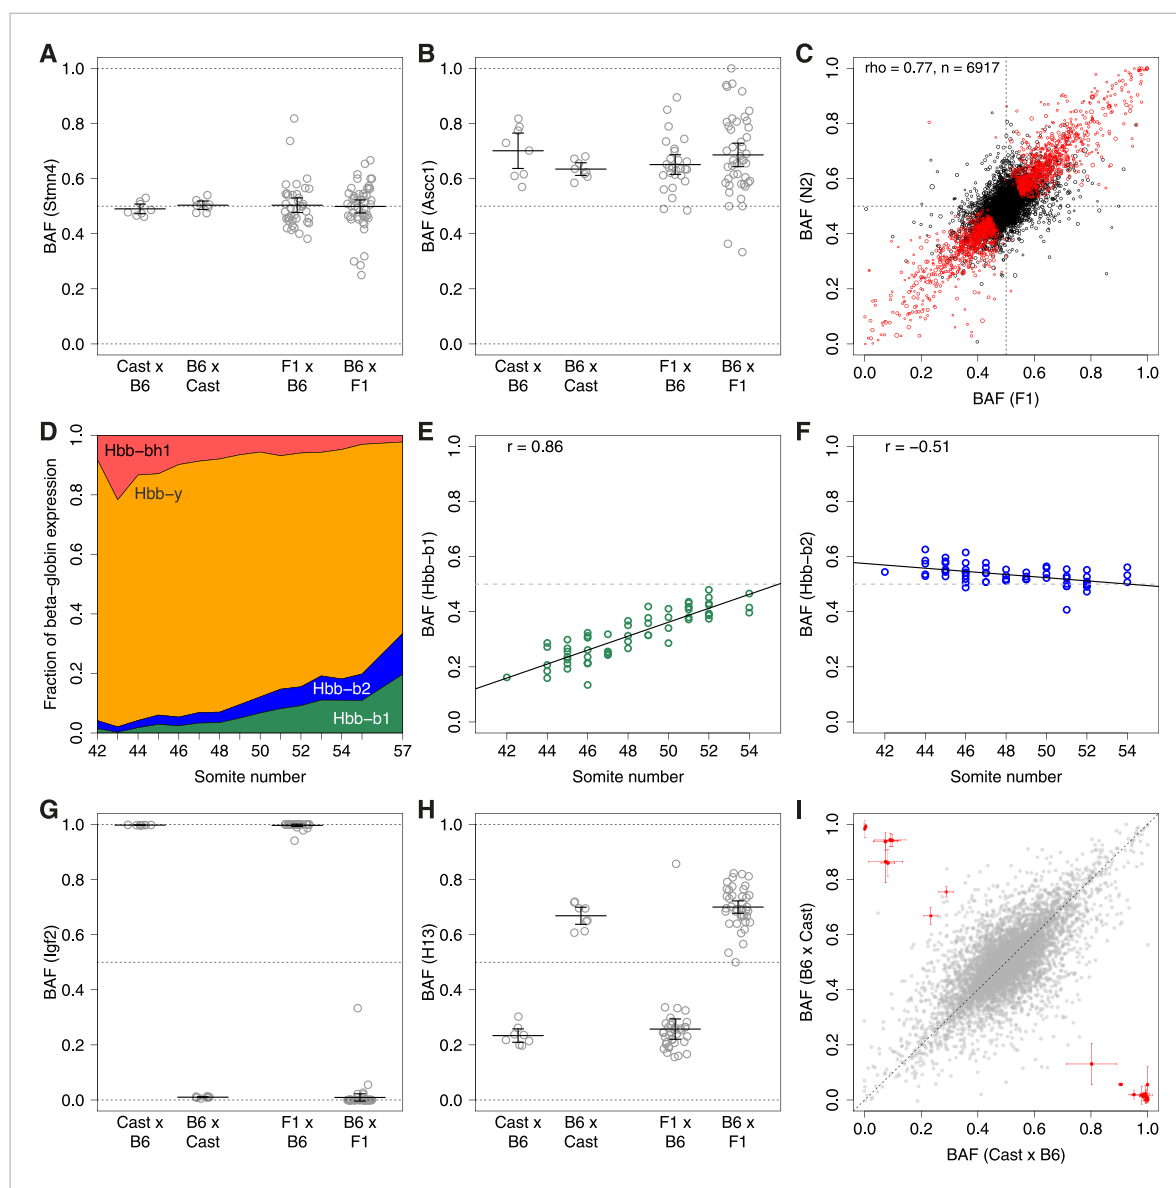 A
BAF (Stmn4)
1.0
0.8
0.6
0.4
0.2
0.0
Cast x B6
B6 x Cast
F1 x B6
B6 x F1
B
BAF (Ascc1)
1.0
0.8
0.6
0.4
0.2
0.0
Cast x B6
B6 x Cast
F1 x B6
B6 x F1
C
rho = 0.77, n = 6917
BAF (N2)
1.0
0.8
0.6
0.4
0.2
0.0
0.0 0.2 0.4 0.6 0.8 1.0
BAF (F1)
D
Fraction of beta−globin expression
1.0
0.8
0.6
0.4
0.2
0.0
Hbb−bh1
Hbb−y
Hbb−b2
Hbb−b1
42 44 46 48 50 52 54 57
Somite number
E
r = 0.86
BAF (Hbb−b1)
1.0
0.8
0.6
0.4
0.2
0.0
42 44 46 48 50 52 54
Somite number
F
r = −0.51
BAF (Hbb−b2)
1.0
0.8
0.6
0.4
0.2
0.0
42 44 46 48 50 52 54
Somite number
G
BAF (Igf2)
1.0
0.8
0.6
0.4
0.2
0.0
Cast x B6
B6 x Cast
F1 x B6
B6 x F1
H
BAF (H13)
1.0
0.8
0.6
0.4
0.2
0.0
Cast x B6
B6 x Cast
F1 x B6
B6 x F1
I
BAF (B6 x Cast)
1.0
0.8
0.6
0.4
0.2
0.0
0.0 0.2 0.4 0.6 0.8 1.0
BAF (Cast x B6)